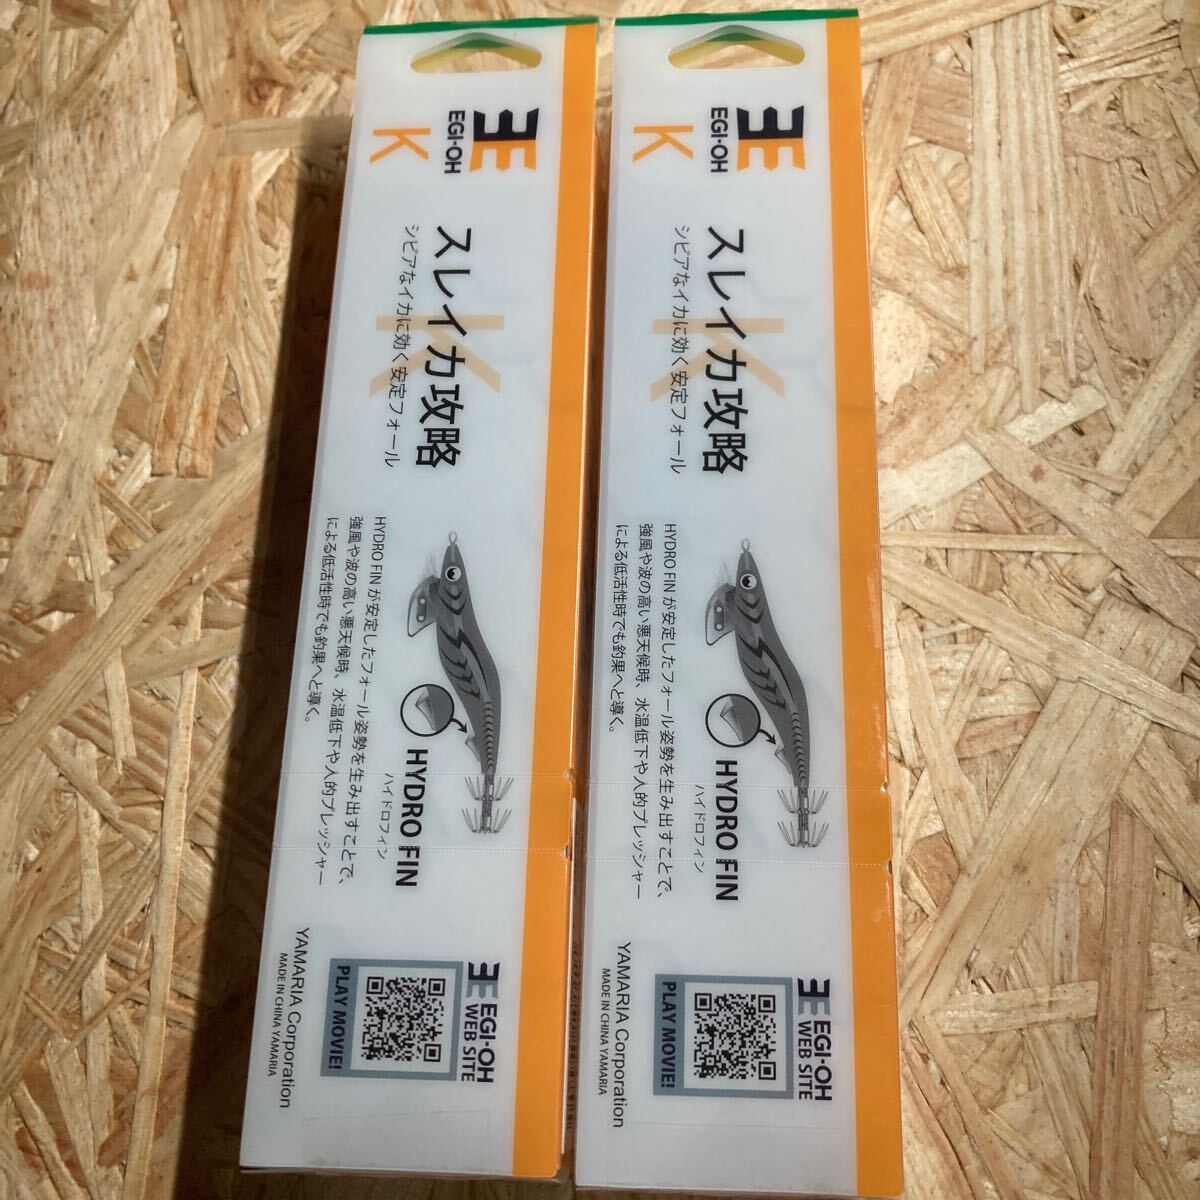 EGI-OH
K
スレイカ攻略
シビアなイカに効く安定フォール
K
HYDRO FINが安定したフォール姿勢を生み出すことで、
強風や波の高い悪天候時、水温低下や人的プレッシャー
による低活性時でも釣果へと導く。
HYDRO FIN
ハイドロフィン
EGI-OH
WEB SITE
PLAY MOVIE!
YAMARIA Corporation
MADE IN CHINA YAMARIA
EGI-OH
K
スレイカ攻略
シビアなイカに効く安定フォール
K
HYDRO FINが安定したフォール姿勢を生み出すことで、
強風や波の高い悪天候時、水温低下や人的プレッシャー
による低活性時でも釣果へと導く。
HYDRO FIN
ハイドロフィン
EGI-OH
WEB SITE
PLAY MOVIE!
YAMARIA Corporation
MADE IN CHINA YAMARIA